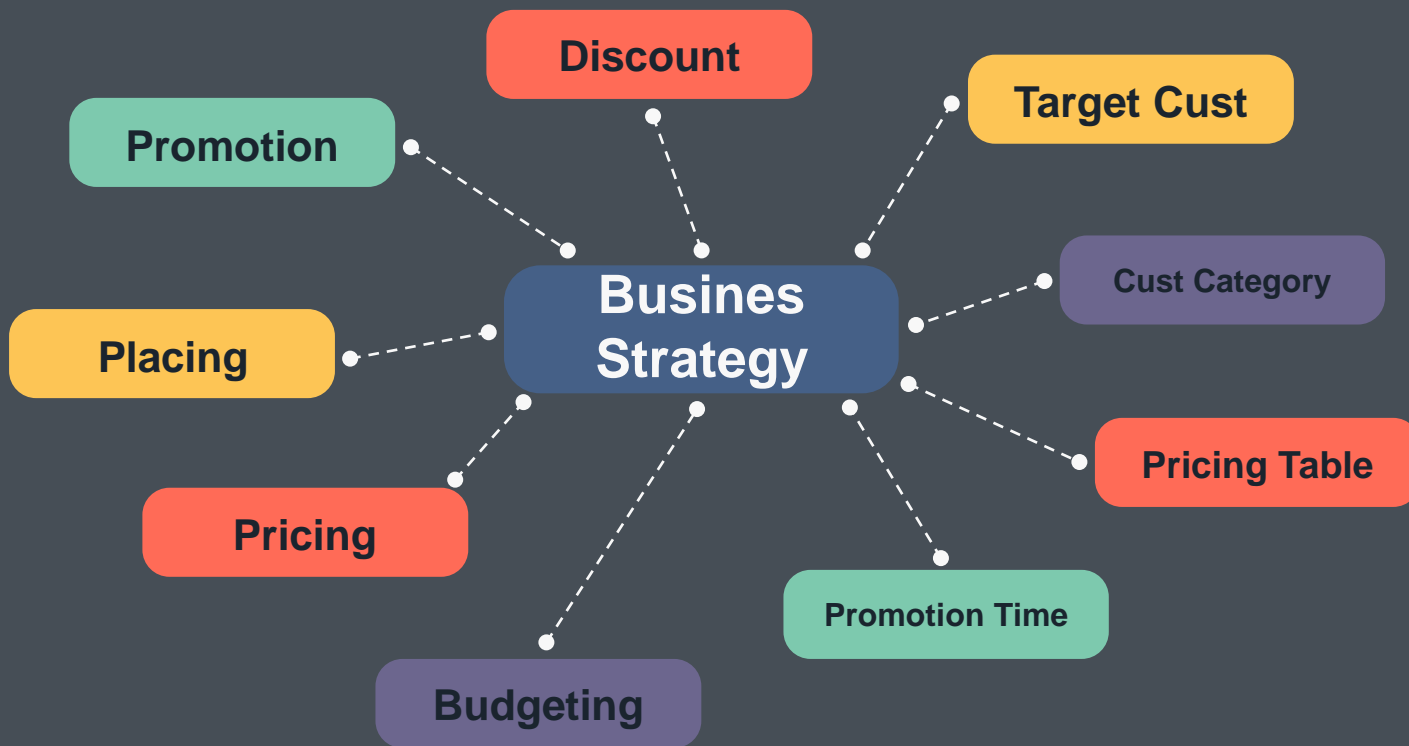 Discount
Target Cust
Promotion
Cust Category
Busines
Strategy
Placing
Pricing Table
Pricing
Promotion Time
Budgeting